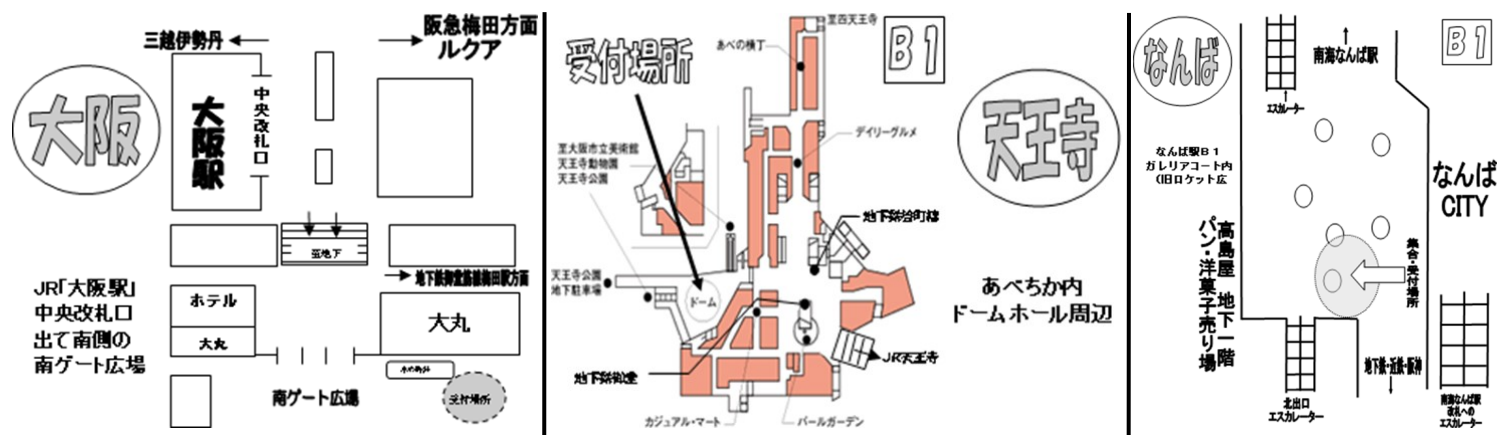 三越伊勢丹
阪急梅田方面
ルクア
大阪
大阪駅
中央改札口
至地下
地下鉄御堂筋線梅田駅方面
JR「大阪駅」
中央改札口
出て南側の
南ゲート広場
ホテル
大丸
大丸
水の時計
南ゲート広場
受付場所
受付場所
B1
至四天王寺
あべの横丁
天王寺
デイリーグルメ
至大阪市立美術館
天王寺動物園
天王寺公園
地下鉄谷町線
天王寺公園
地下駐車場
ドーム
あべちか内
ドームホール周辺
JR天王寺
カジュアル・マート
パールガーデン
なんば
B1
南海なんば駅
エスカレーター
なんば駅B1
ガレリアコート内
(旧ロケット広
なんば
CITY
高島屋 地下一階
パン・洋菓子売り場
集合・受付場所
地下鉄・近鉄・阪神
北出口
エスカレーター
南海なんば駅
改札への
エスカレーター